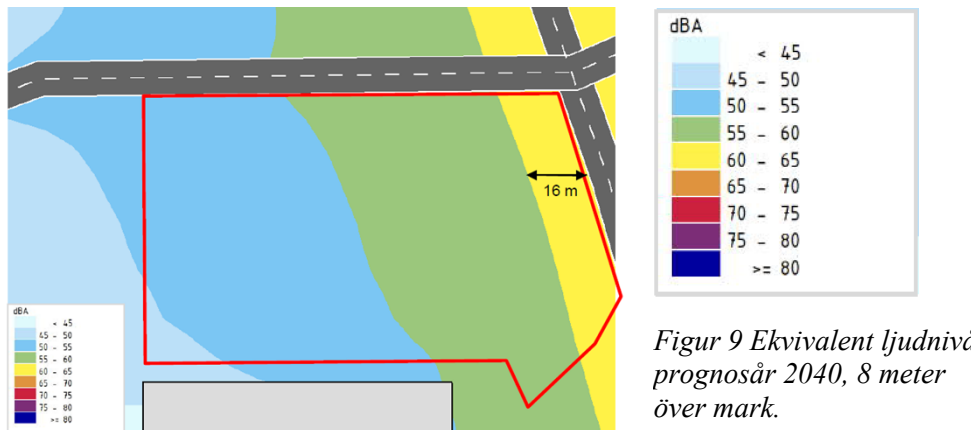 16 m
dBA
< 45
45 - 50
50 - 55
55 - 60
60 - 65
65 - 70
70 - 75
75 - 80
>= 80
dBA
< 45
45 - 50
50 - 55
55 - 60
60 - 65
65 - 70
70 - 75
75 - 80
>= 80
Figur 9 Ekvivalent ljudnivå
prognosår 2040, 8 meter
över mark.